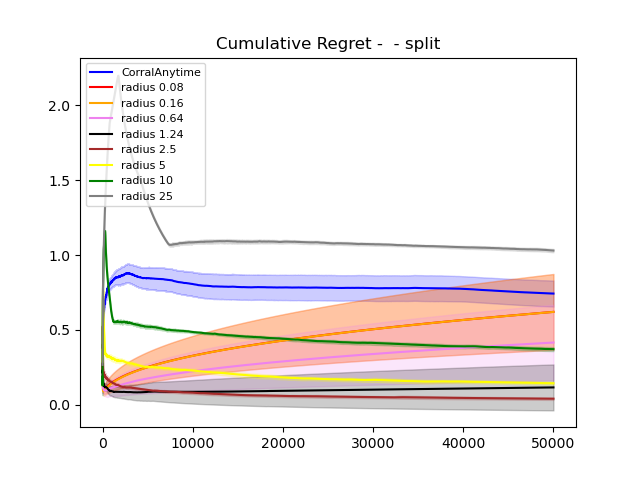 Cumulative Regret -  - split
CorralAnytime
radius 0.08
radius 0.16
radius 0.64
radius 1.24
radius 2.5
radius 5
radius 10
radius 25
2.0
1.5
1.0
0.5
0.0
0
10000
20000
30000
40000
50000